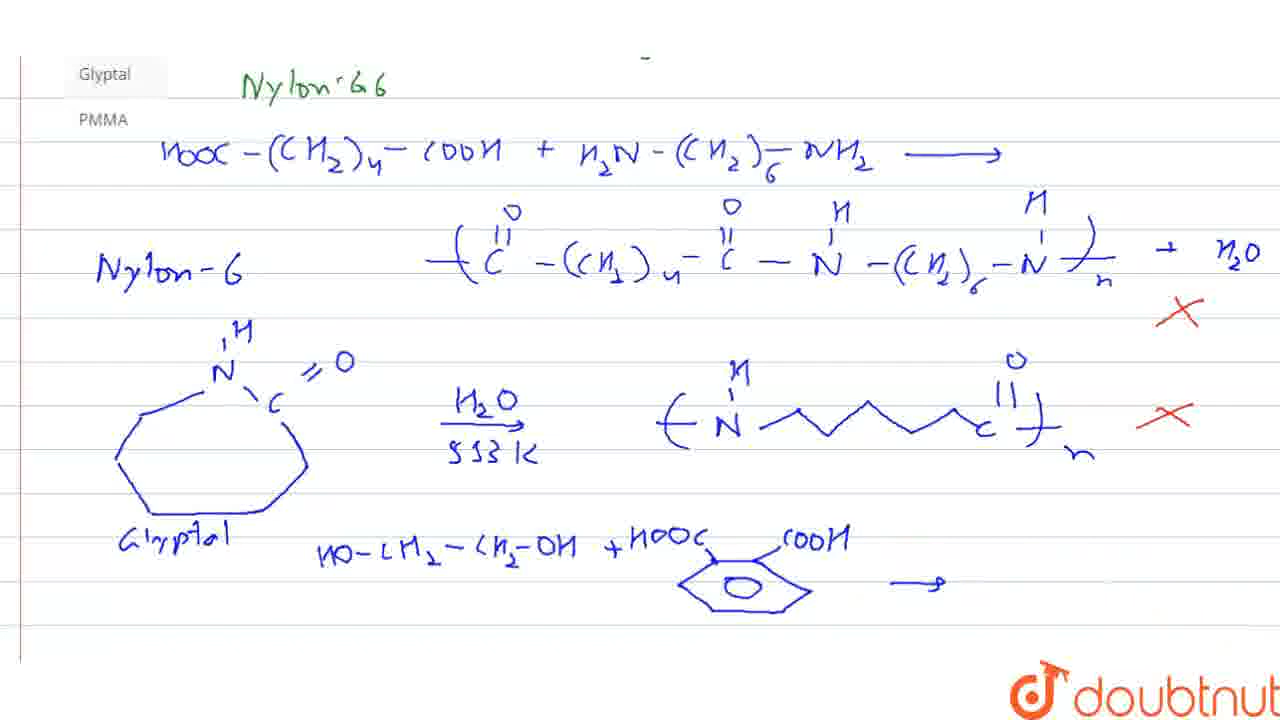 Glyptal
Nylon-66
PMMA
HOOC-(CH2)4-COOH + H2N-(CH2)6-NH2 ⟶
O O H H
(C-(CH2)4-C-N-(CH2)6-N)n + H2O
Nylon-6
X
H
N C=O
H2O
533 K
H O
(N C)n X
Glyptal
HO-CH2-CH2-OH + HOOC COOH →
doubtnut